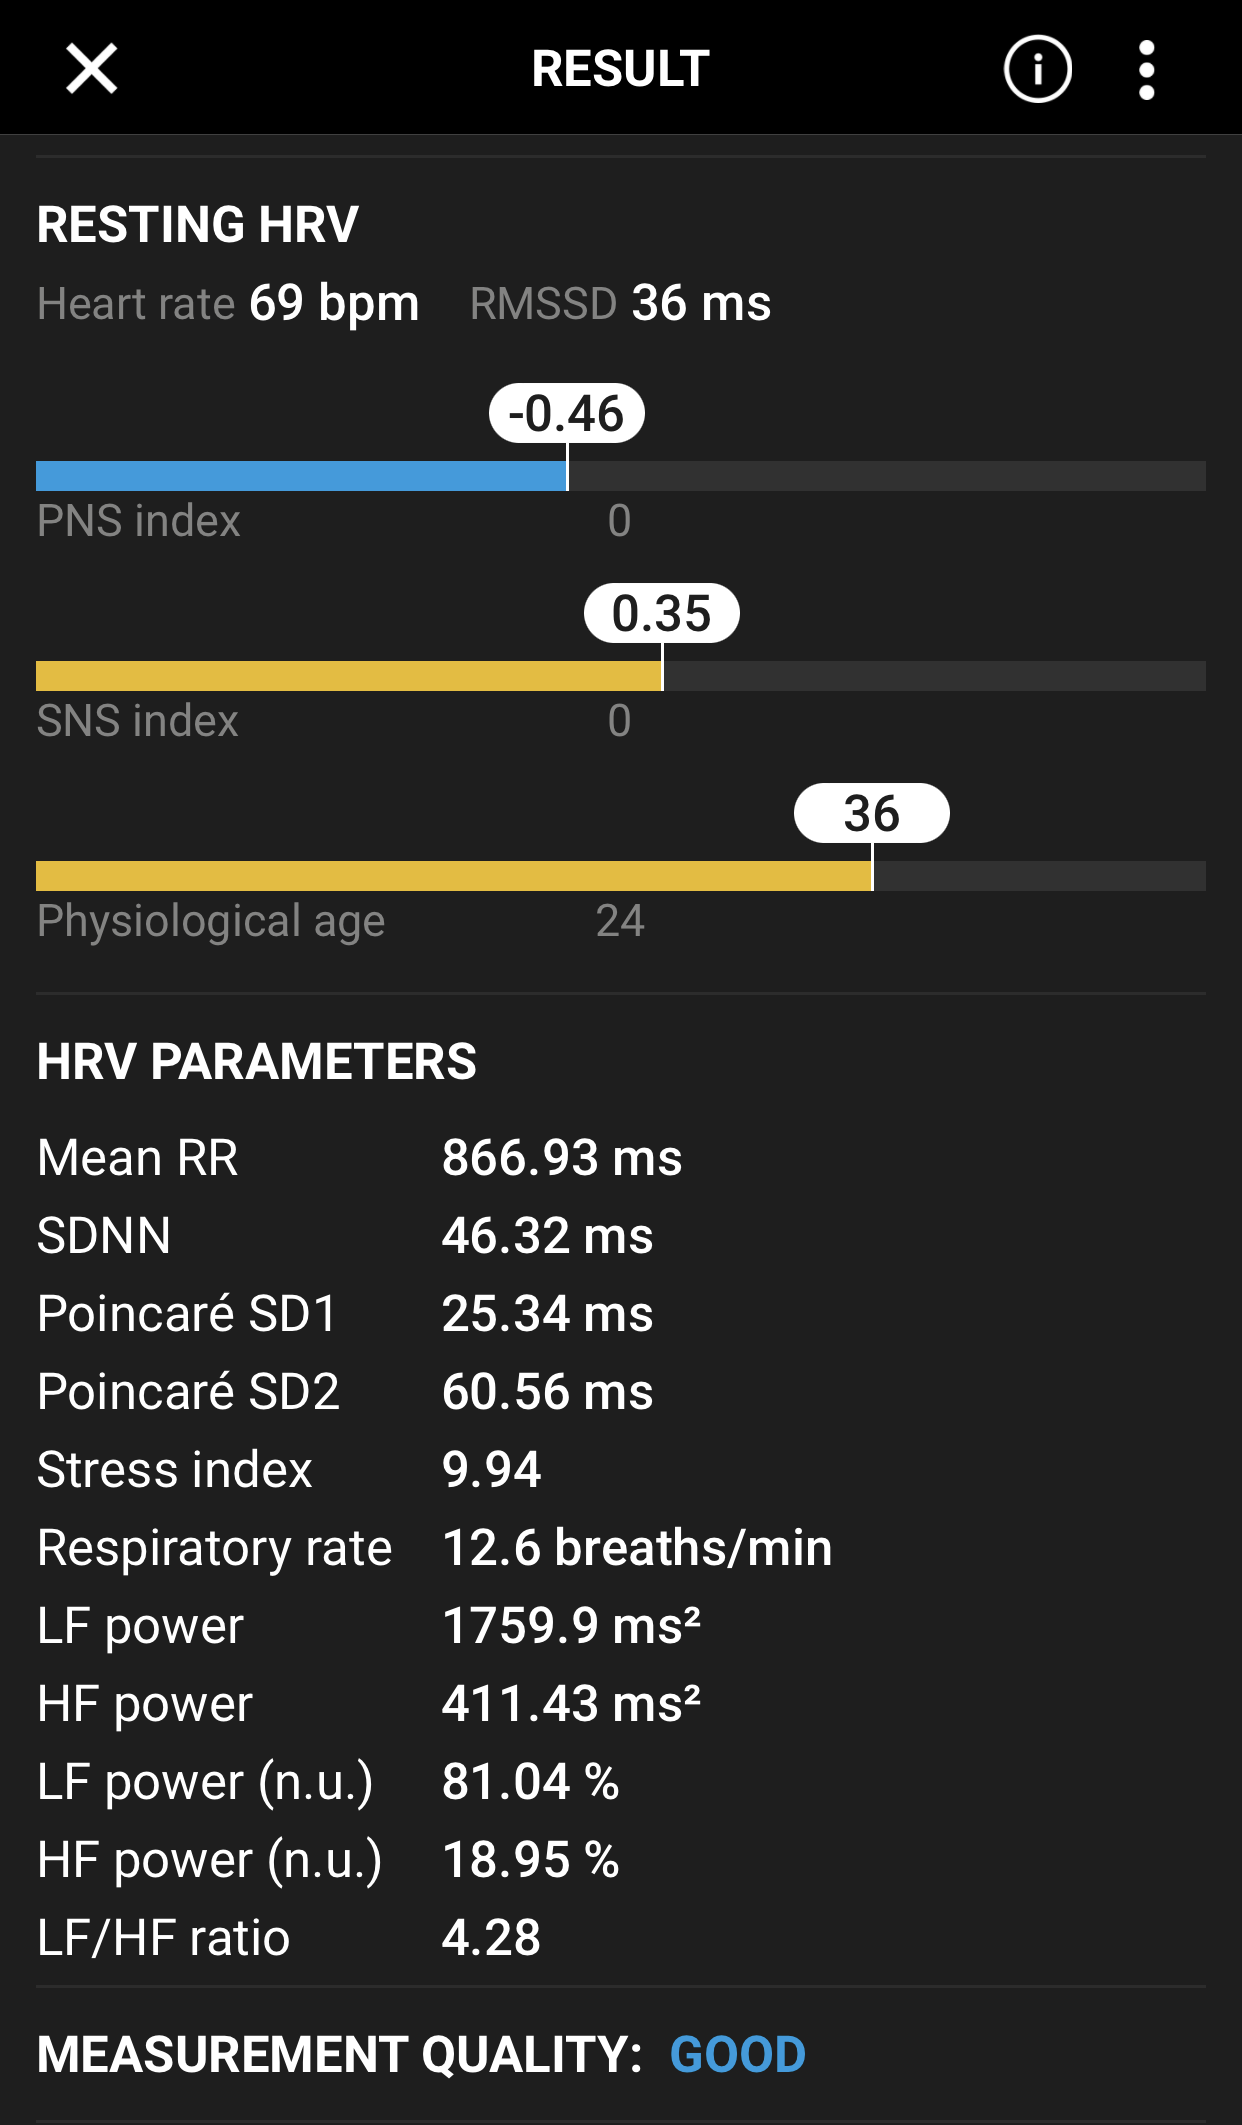 RESULT
RESTING HRV
Heart rate 69 bpm RMSSD 36 ms
-0.46
PNS index 0
0.35
SNS index 0
36
Physiological age 24
HRV PARAMETERS
Mean RR 866.93 ms
SDNN 46.32 ms
Poincaré SD1 25.34 ms
Poincaré SD2 60.56 ms
Stress index 9.94
Respiratory rate 12.6 breaths/min
LF power 1759.9 ms²
HF power 411.43 ms²
LF power (n.u.) 81.04 %
HF power (n.u.) 18.95 %
LF/HF ratio 4.28
MEASUREMENT QUALITY: GOOD